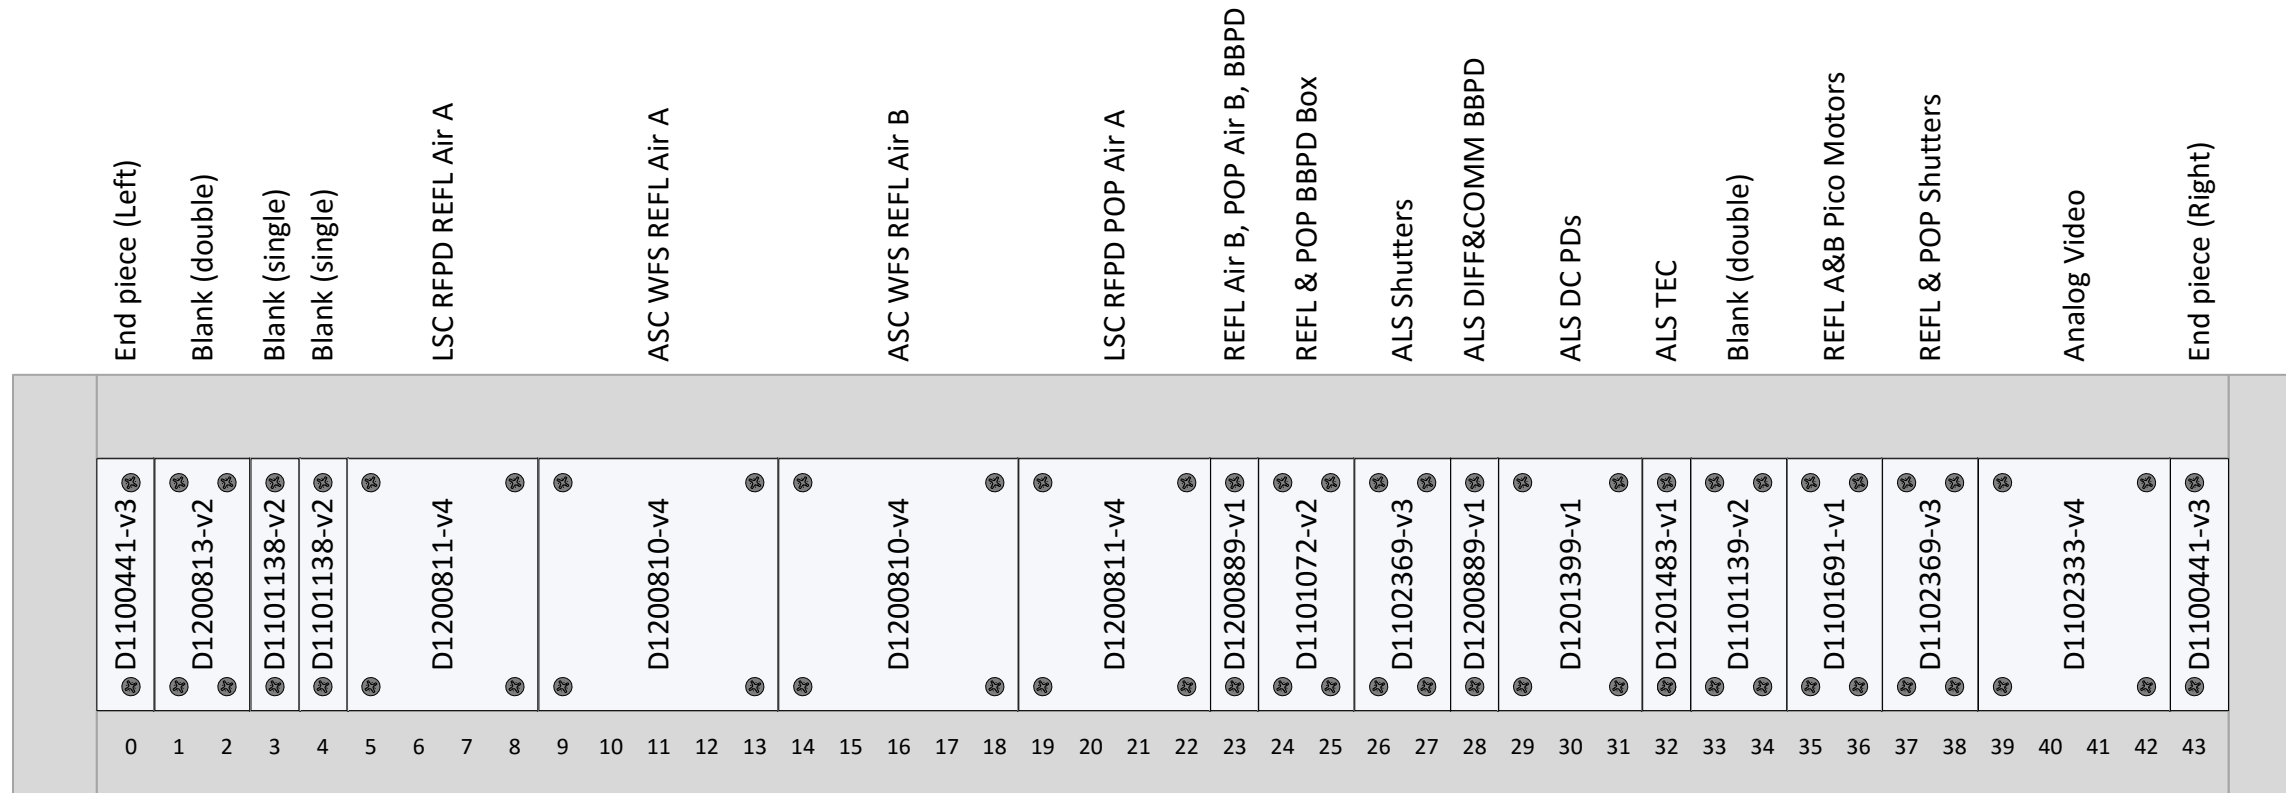 End piece (Left)
Blank (double)
Blank (single)
Blank (single)
LSC RFPD REFL Air A
ASC WFS REFL Air A
ASC WFS REFL Air B
LSC RFPD POP Air A
REFL Air B, POP Air B, BBPD
REFL & POP BBPD Box
ALS Shutters
ALS DIFF&COMM BBPD
ALS DC PDs
ALS TEC
Blank (double)
REFL A&B Pico Motors
REFL & POP Shutters
Analog Video
End piece (Right)
D1100441-v3
D1200813-v2
D1101138-v2
D1101138-v2
D1200811-v4
D1200810-v4
D1200810-v4
D1200811-v4
D1200889-v1
D1101072-v2
D1102369-v3
D1200889-v1
D1201399-v1
D1201483-v1
D1101139-v2
D1101691-v1
D1102369-v3
D1102333-v4
D1100441-v3
0 1 2 3 4 5 6 7 8 9 10 11 12 13 14 15 16 17 18 19 20 21 22 23 24 25 26 27 28 29 30 31 32 33 34 35 36 37 38 39 40 41 42 43